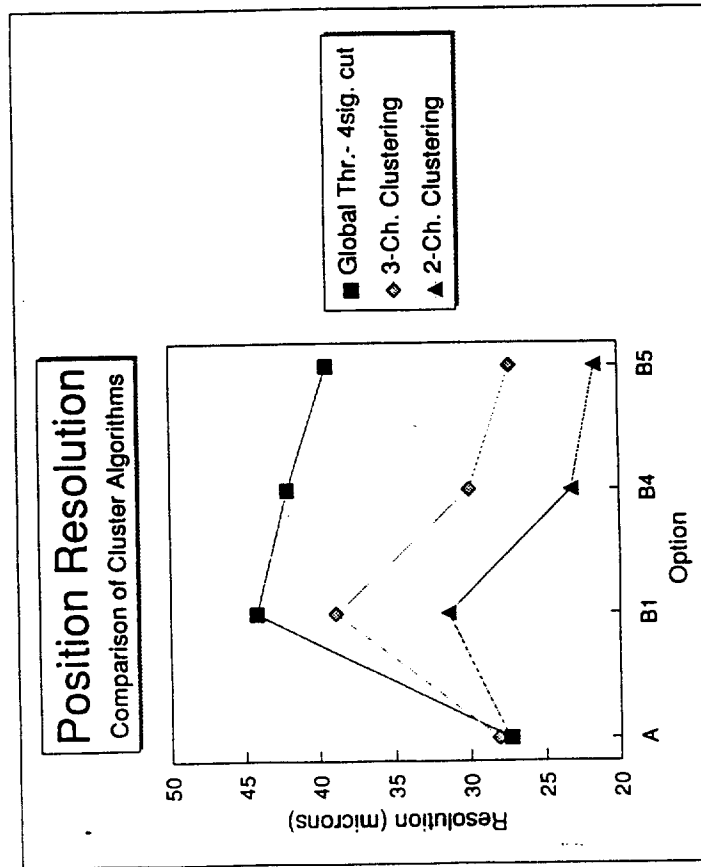 Position Resolution
Comparison of Cluster Algorithms
Resolution (microns)
50
45
40
35
30
25
20
A
B1
B4
B5
Option
Global Thr.- 4sig. cut
3-Ch. Clustering
2-Ch. Clustering